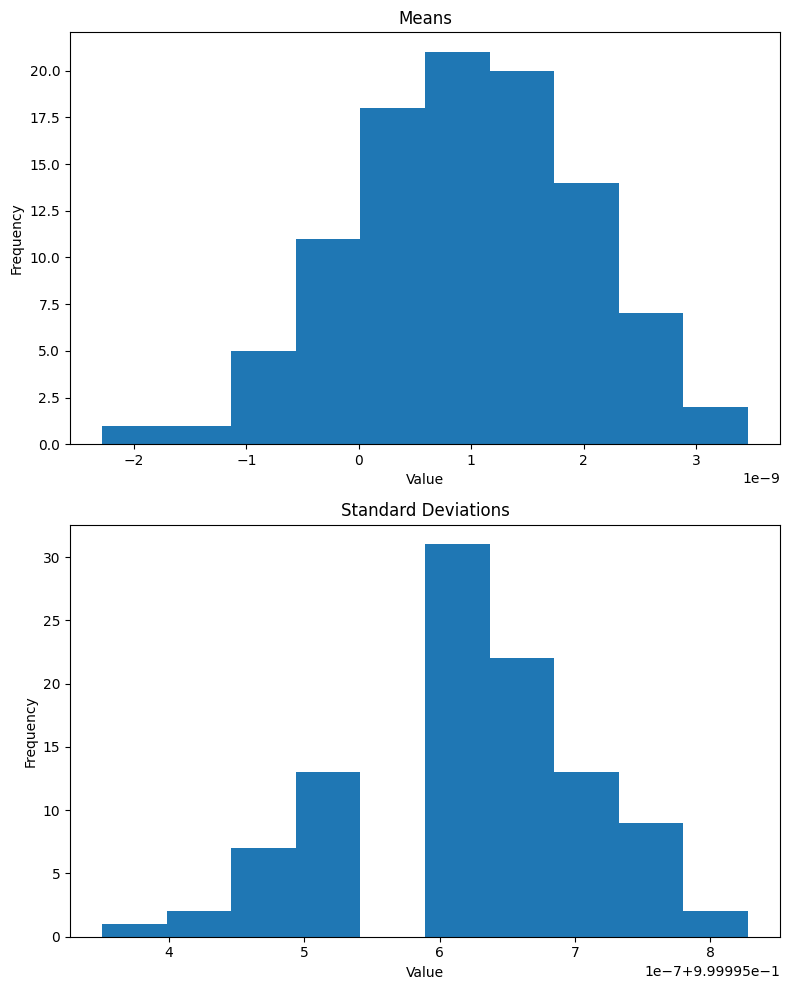 Means
20.0
17.5
15.0
12.5
10.0
7.5
5.0
2.5
0.0
Frequency
−2 −1 0 1 2 3
Value
1e−9
Standard Deviations
30
25
20
15
10
5
0
Frequency
4 5 6 7 8
Value
1e−7+9.99995e−1